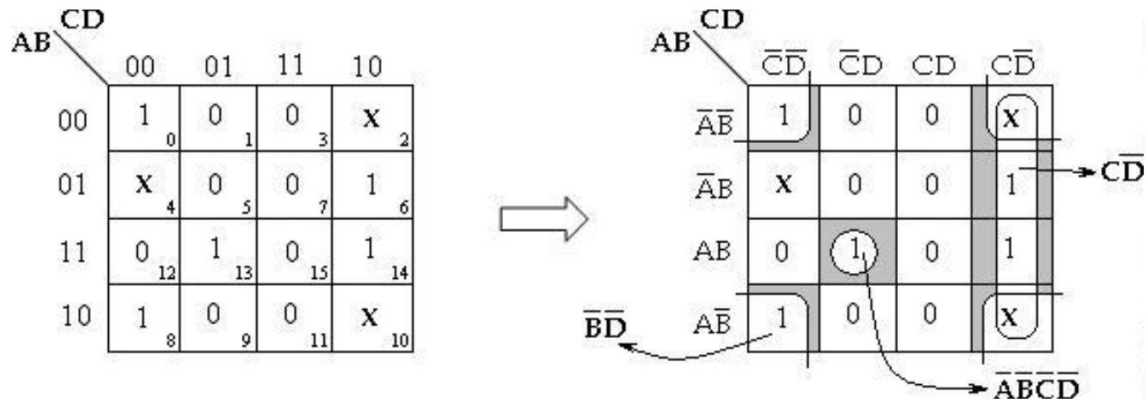 CD
AB
00 01 11 10
00 1 0 0 0 1 0 3 x 2
01 x 4 0 5 0 7 1 6
11 0 12 1 13 0 15 1 14
10 1 8 0 9 0 11 x 10
CD
AB
C̅D̅ C̅D CD CD̅
A̅B̅ 1 0 0 x
A̅B x 0 0 1 CD̅
AB 0 1 0 1
AB̅ 1 0 0 x
B̅D̅
A̅B̅C̅D̅